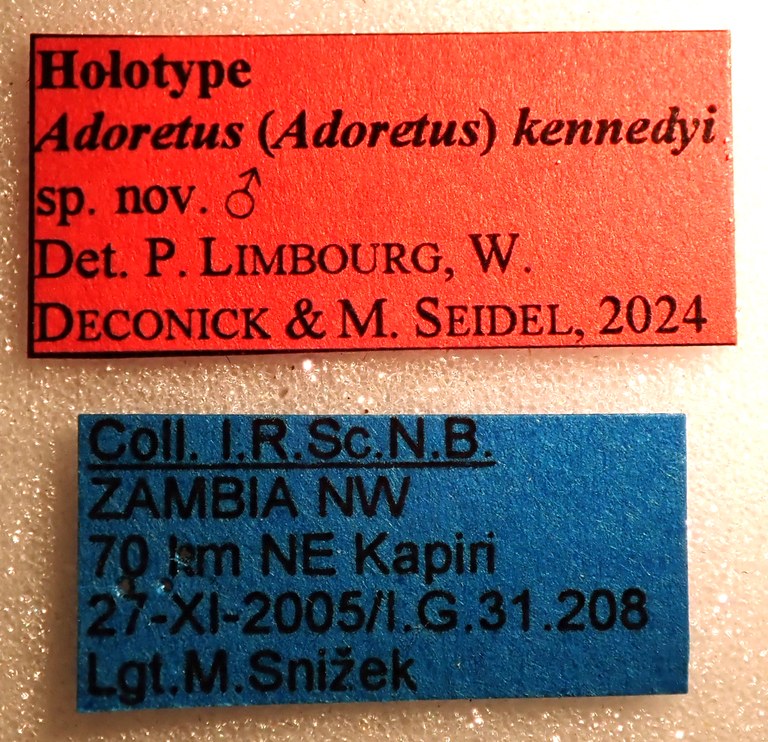 Holotype
Adoretus (Adoretus) kennedyi
sp. nov. ♂
Det. P. LIMBOURG, W.
DECONICK & M. SEIDEL, 2024
Coll. I.R.Sc.N.B.
ZAMBIA NW
70 km NE Kapiri
27-XI-2005/I.G.31.208
Lgt.M.Snižek